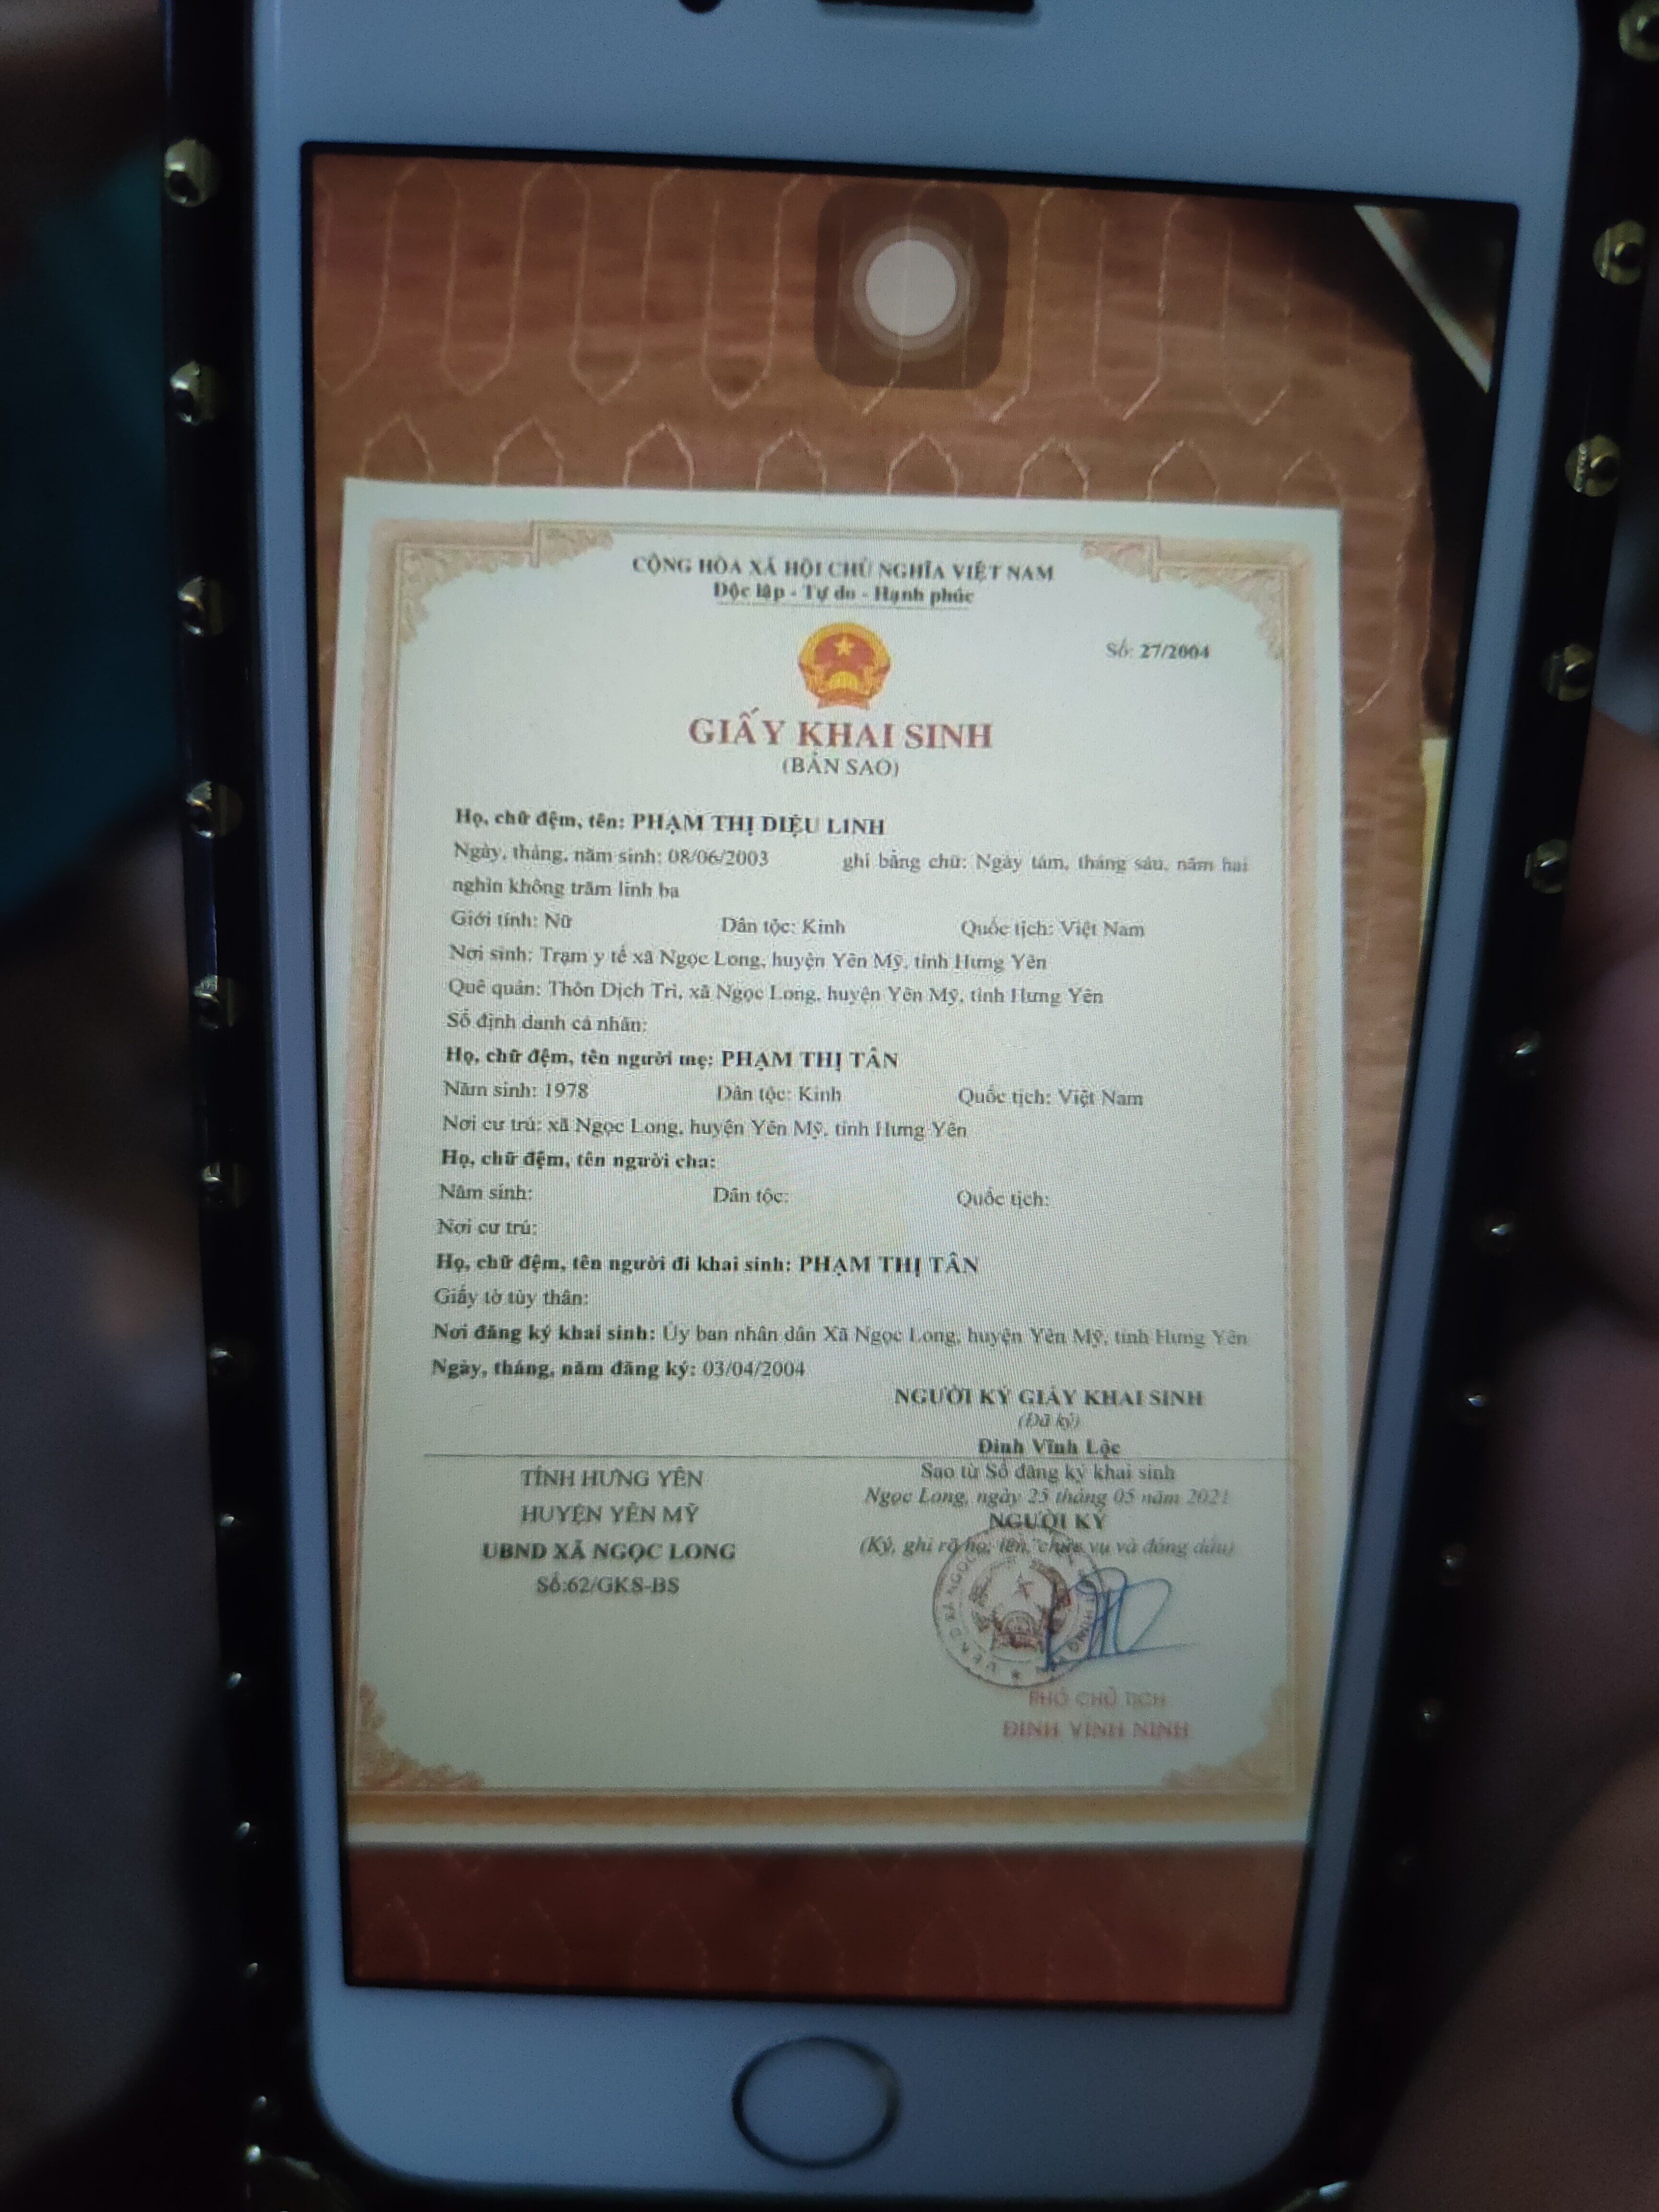 CỘNG HÒA XÃ HỘI CHỦ NGHĨA VIỆT NAM
Độc lập - Tự do - Hạnh phúc
Số: 27/2004
GIẤY KHAI SINH
(BẢN SAO)
Họ, chữ đệm, tên: PHẠM THỊ DIỆU LINH
Ngày, tháng, năm sinh: 08/06/2003 ghi bằng chữ: Ngày tám, tháng sáu, năm hai
nghìn không trăm linh ba
Giới tính: Nữ Dân tộc: Kinh Quốc tịch: Việt Nam
Nơi sinh: Trạm y tế xã Ngọc Long, huyện Yên Mỹ, tỉnh Hưng Yên
Quê quán: Thôn Dịch Trì, xã Ngọc Long, huyện Yên Mỹ, tỉnh Hưng Yên
Số định danh cá nhân:
Họ, chữ đệm, tên người mẹ: PHẠM THỊ TÂN
Năm sinh: 1978 Dân tộc: Kinh Quốc tịch: Việt Nam
Nơi cư trú: xã Ngọc Long, huyện Yên Mỹ, tỉnh Hưng Yên
Họ, chữ đệm, tên người cha:
Năm sinh: Dân tộc: Quốc tịch:
Nơi cư trú:
Họ, chữ đệm, tên người đi khai sinh: PHẠM THỊ TÂN
Giấy tờ tùy thân:
Nơi đăng ký khai sinh: Ủy ban nhân dân Xã Ngọc Long, huyện Yên Mỹ, tỉnh Hưng Yên
Ngày, tháng, năm đăng ký: 03/04/2004
NGƯỜI KÝ GIẤY KHAI SINH
(Đã ký)
Đinh Vĩnh Lộc
TỈNH HƯNG YÊN
HUYỆN YÊN MỸ
UBND XÃ NGỌC LONG
Số:62/GKS-BS
Sao từ Sổ đăng ký khai sinh
Ngọc Long, ngày 25 tháng 05 năm 2021
NGƯỜI KÝ
(Ký, ghi rõ họ, tên, chức vụ và đóng dấu)
PHÓ CHỦ TỊCH
ĐINH VĨNH NINH